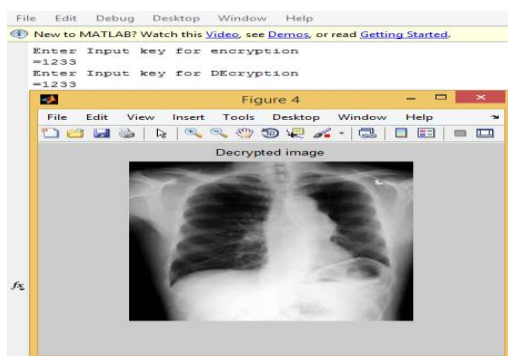 File Edit Debug Desktop Window Help
New to MATLAB? Watch this Video, see Demos, or read Getting Started.
Enter Input key for encryption
=1233
Enter Input key for DEcryption
=1233
Figure 4
File Edit View Insert Tools Desktop Window Help
Decrypted image
fx